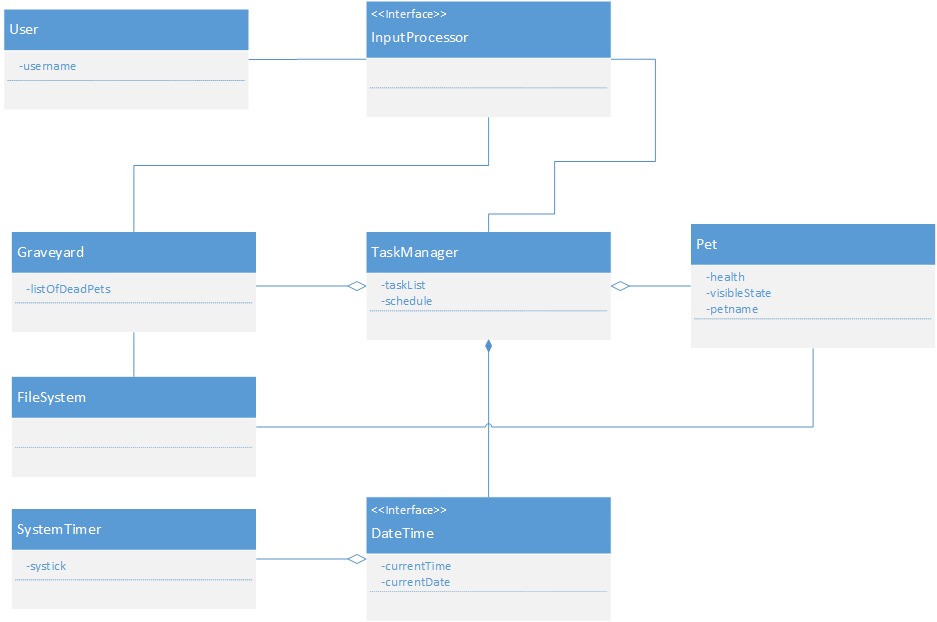 User
-username
<<Interface>>
InputProcessor
Graveyard
-listOfDeadPets
TaskManager
-taskList
-schedule
Pet
-health
-visibleState
-petname
FileSystem
SystemTimer
-systick
<<Interface>>
DateTime
-currentTime
-currentDate